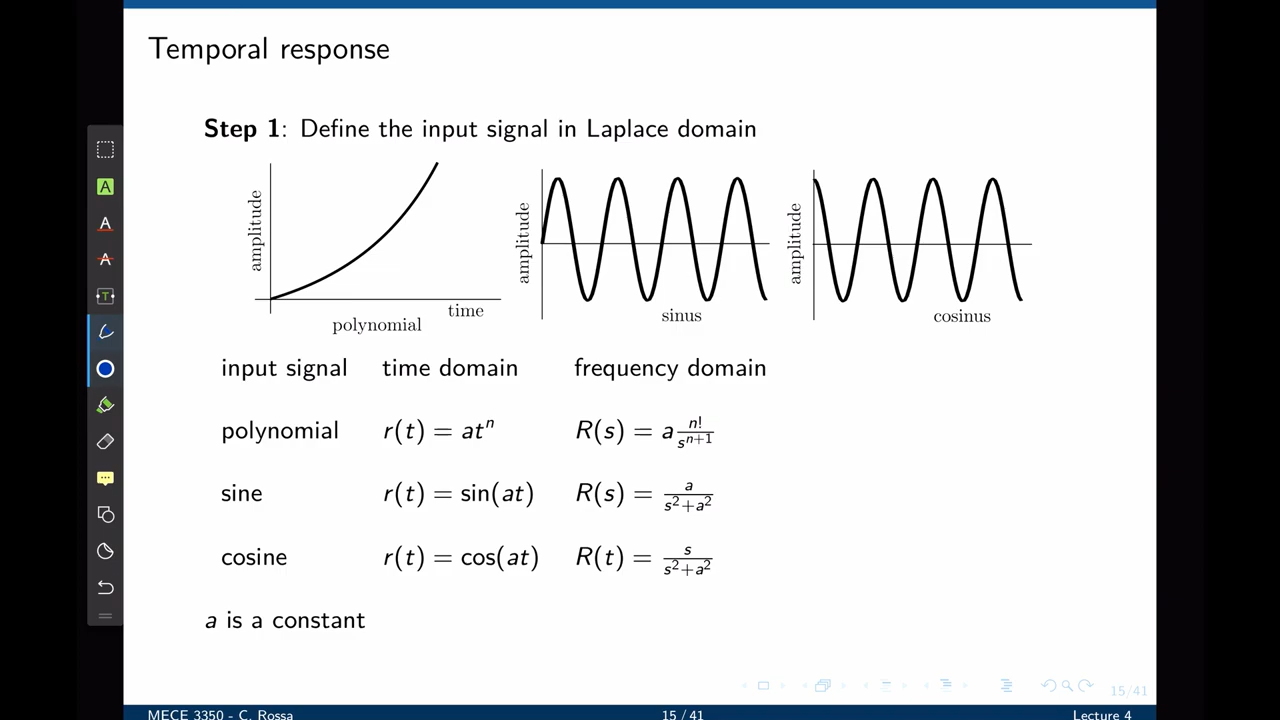 Temporal response
Step 1: Define the input signal in Laplace domain
amplitude
time
polynomial
amplitude
sinus
amplitude
cosinus
input signal time domain frequency domain
polynomial r(t) = at^n R(s) = a n!/s^{n+1}
sine r(t) = sin(at) R(s) = a/(s^2+a^2)
cosine r(t) = cos(at) R(t) = s/(s^2+a^2)
a is a constant
15/41
MECE 3350 - C. Rossa 15 / 41 Lecture 4
A
A
A
T